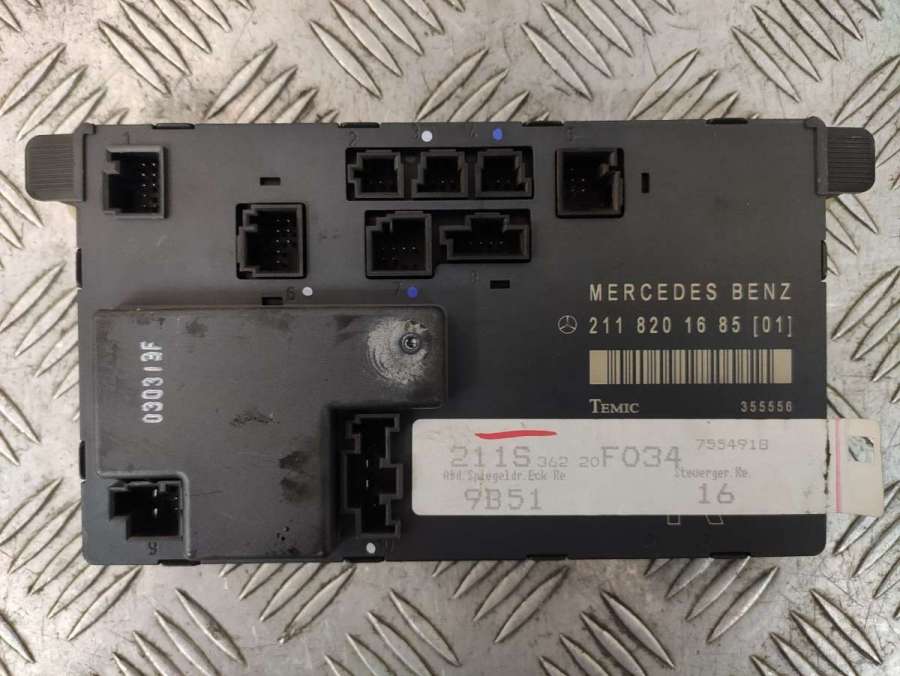 1
2
3
4
5
6
7
8
MERCEDES BENZ
211 820 16 85 [01]
TEMIC 355556
030313F
7554918
211S 362 20 F034
Abd.Spiegeldr.Eck Re Steuerger.Re.
9B51 16
9